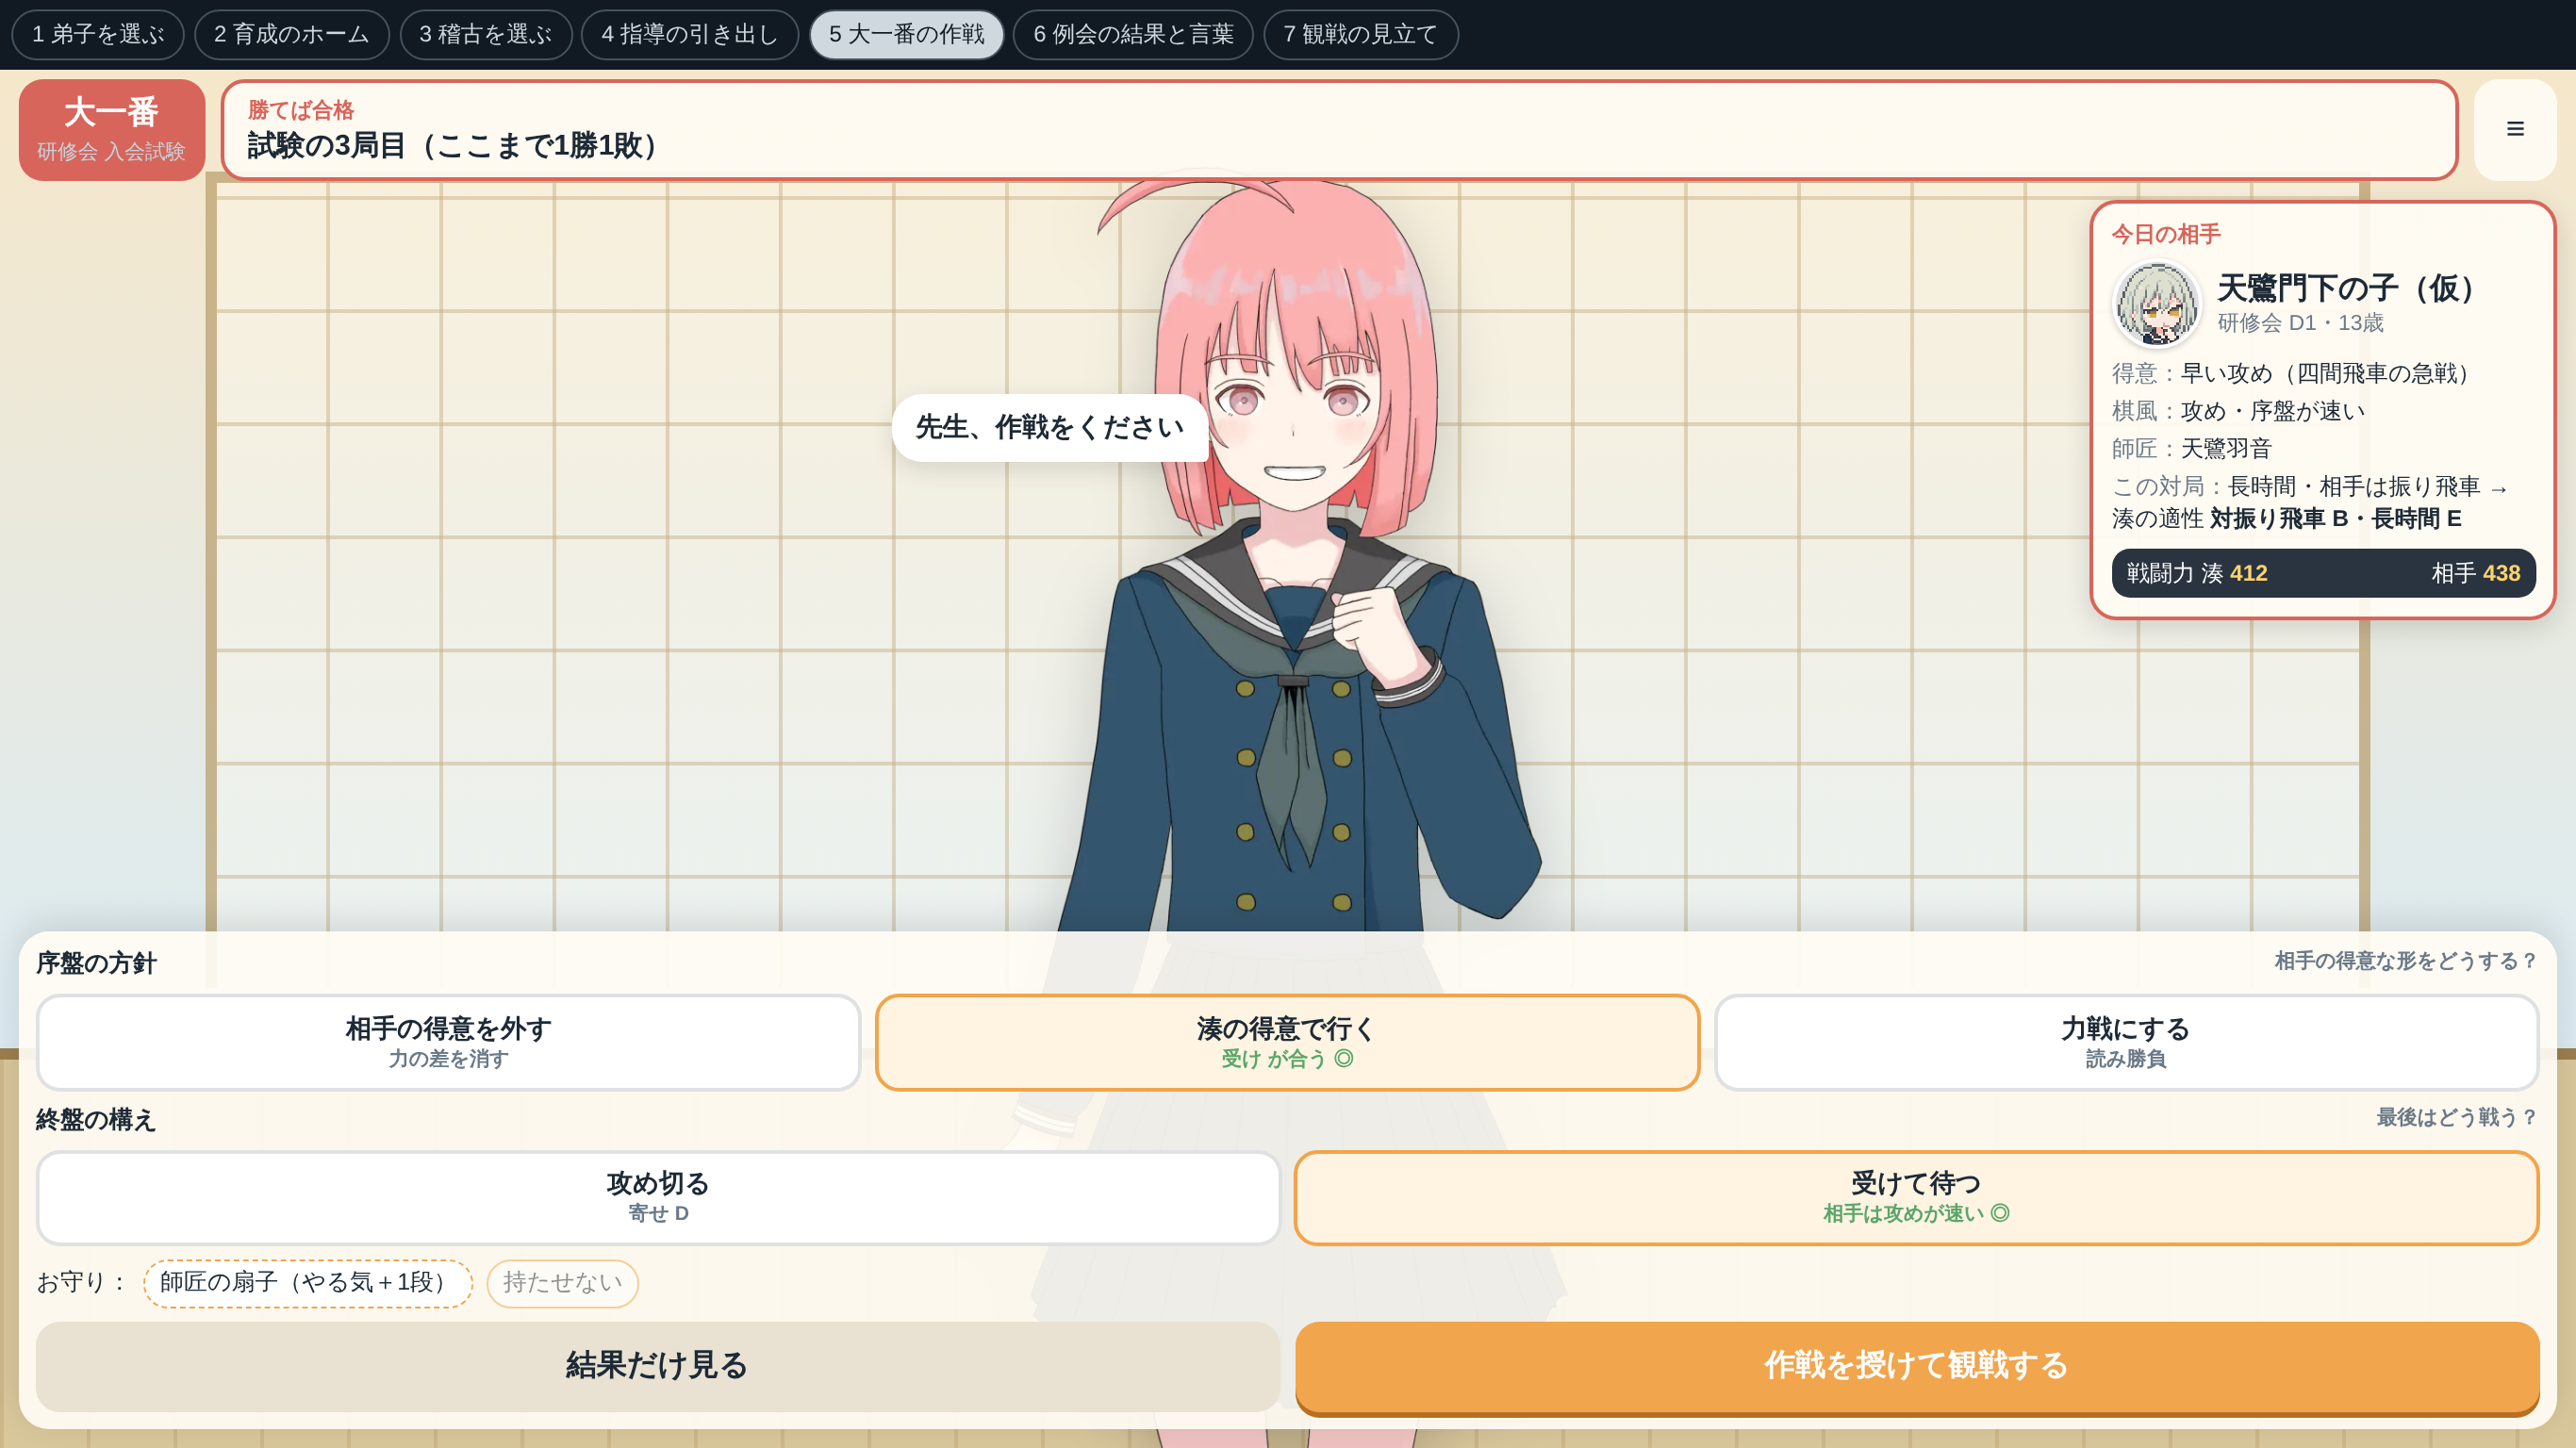 1 弟子を選ぶ
2 育成のホーム
3 稽古を選ぶ
4 指導の引き出し
5 大一番の作戦
6 例会の結果と言葉
7 観戦の見立て
大一番
研修会 入会試験
勝てば合格
試験の3局目（ここまで1勝1敗）
≡
今日の相手
天鷺門下の子（仮）
研修会 D1・13歳
得意：早い攻め（四間飛車の急戦）
棋風：攻め・序盤が速い
師匠：天鷺羽音
この対局：長時間・相手は振り飛車 →
湊の適性 対振り飛車 B・長時間 E
戦闘力 湊 412
相手 438
先生、作戦をください
序盤の方針
相手の得意な形をどうする？
相手の得意を外す
力の差を消す
湊の得意で行く
受け が合う ◎
力戦にする
読み勝負
終盤の構え
最後はどう戦う？
攻め切る
寄せ D
受けて待つ
相手は攻めが速い ◎
お守り：
師匠の扇子（やる気＋1段）
持たせない
結果だけ見る
作戦を授けて観戦する